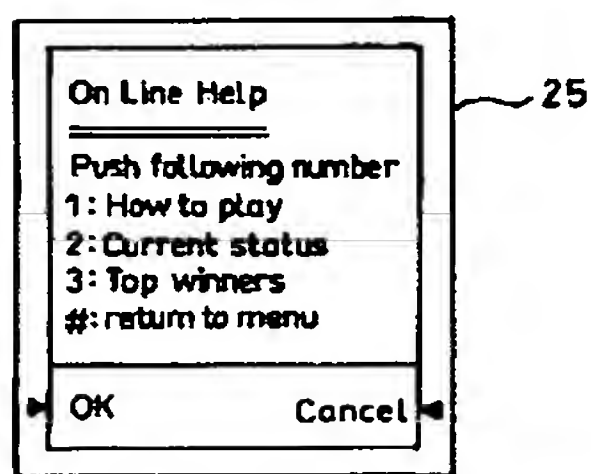 On Line Help
25
Push following number
1: How to play
2: Current status
3: Top winners
#: return to menu
OK Cancel